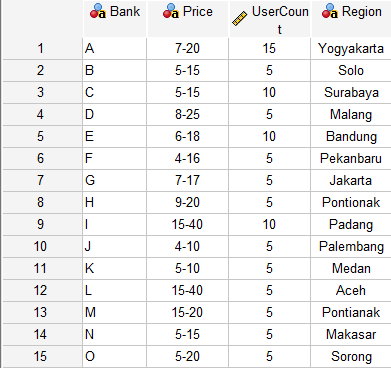 Bank Price UserCoun Region
t
1 A 7-20 15 Yogyakarta
2 B 5-15 5 Solo
3 C 5-15 10 Surabaya
4 D 8-25 5 Malang
5 E 6-18 10 Bandung
6 F 4-16 5 Pekanbaru
7 G 7-17 5 Jakarta
8 H 9-20 5 Pontionak
9 I 15-40 10 Padang
10 J 4-10 5 Palembang
11 K 5-10 5 Medan
12 L 15-40 5 Aceh
13 M 15-20 5 Pontianak
14 N 5-15 5 Makasar
15 O 5-20 5 Sorong